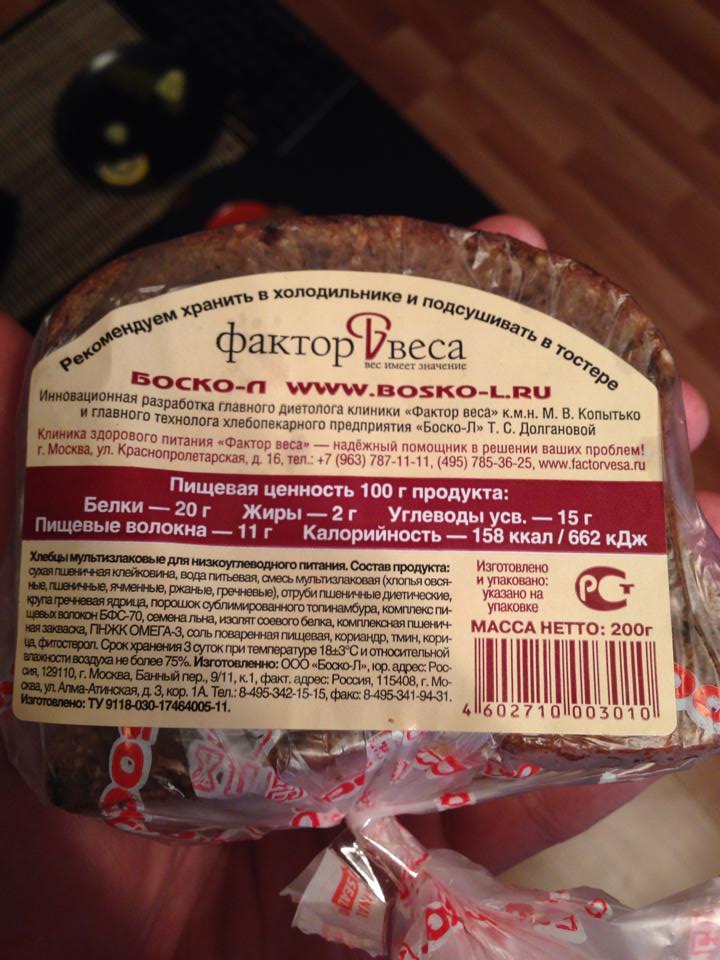 Рекомендуем хранить в холодильнике и подсушивать в тостере
фактор веса
вес имеет значение
БОСКО-Л WWW.BOSKO-L.RU
Инновационная разработка главного диетолога клиники «Фактор веса» к.м.н. М. В. Копытько
и главного технолога хлебопекарного предприятия «Боско-Л» Т. С. Долгановой
Клиника здорового питания «Фактор веса» — надёжный помощник в решении ваших проблем!
г. Москва, ул. Краснопролетарская, д. 16, тел.: +7 (963) 787-11-11, (495) 785-36-25, www.factorvesa.ru
Пищевая ценность 100 г продукта:
Белки — 20 г Жиры — 2 г Углеводы усв. — 15 г
Пищевые волокна — 11 г Калорийность — 158 ккал / 662 кДж
Хлебцы мультизлаковые для низкоуглеводного питания. Состав продукта:
сухая пшеничная клейковина, вода питьевая, смесь мультизлаковая (хлопья овся-
ные, пшеничные, ячменные, ржаные, гречневые), отруби пшеничные диетические,
крупа гречневая ядрица, порошок сублимированного топинамбура, комплекс пи-
щевых волокон БФС-70, семена льна, изолят соевого белка, комплексная пшенич-
ная закваска, ПНЖК ОМЕГА-3, соль поваренная пищевая, кориандр, тмин, кори-
ца, фитостерол. Срок хранения 3 суток при температуре 18±3°С и относительной
влажности воздуха не более 75%. Изготовлено: ООО «Боско-Л», юр. адрес: Рос-
сия, 129110, г. Москва, Банный пер., 9/11, к.1, факт. адрес: Россия, 115408, г. Мо-
сква, ул. Алма-Атинская, д. 3, кор. 1А. Тел.: 8-495-342-15-15, факс: 8-495-341-94-31.
Изготовлено: ТУ 9118-030-17464005-11.
Изготовлено
и упаковано:
указано на
упаковке
РСТ
МАССА НЕТТО: 200г
4 602710 003010